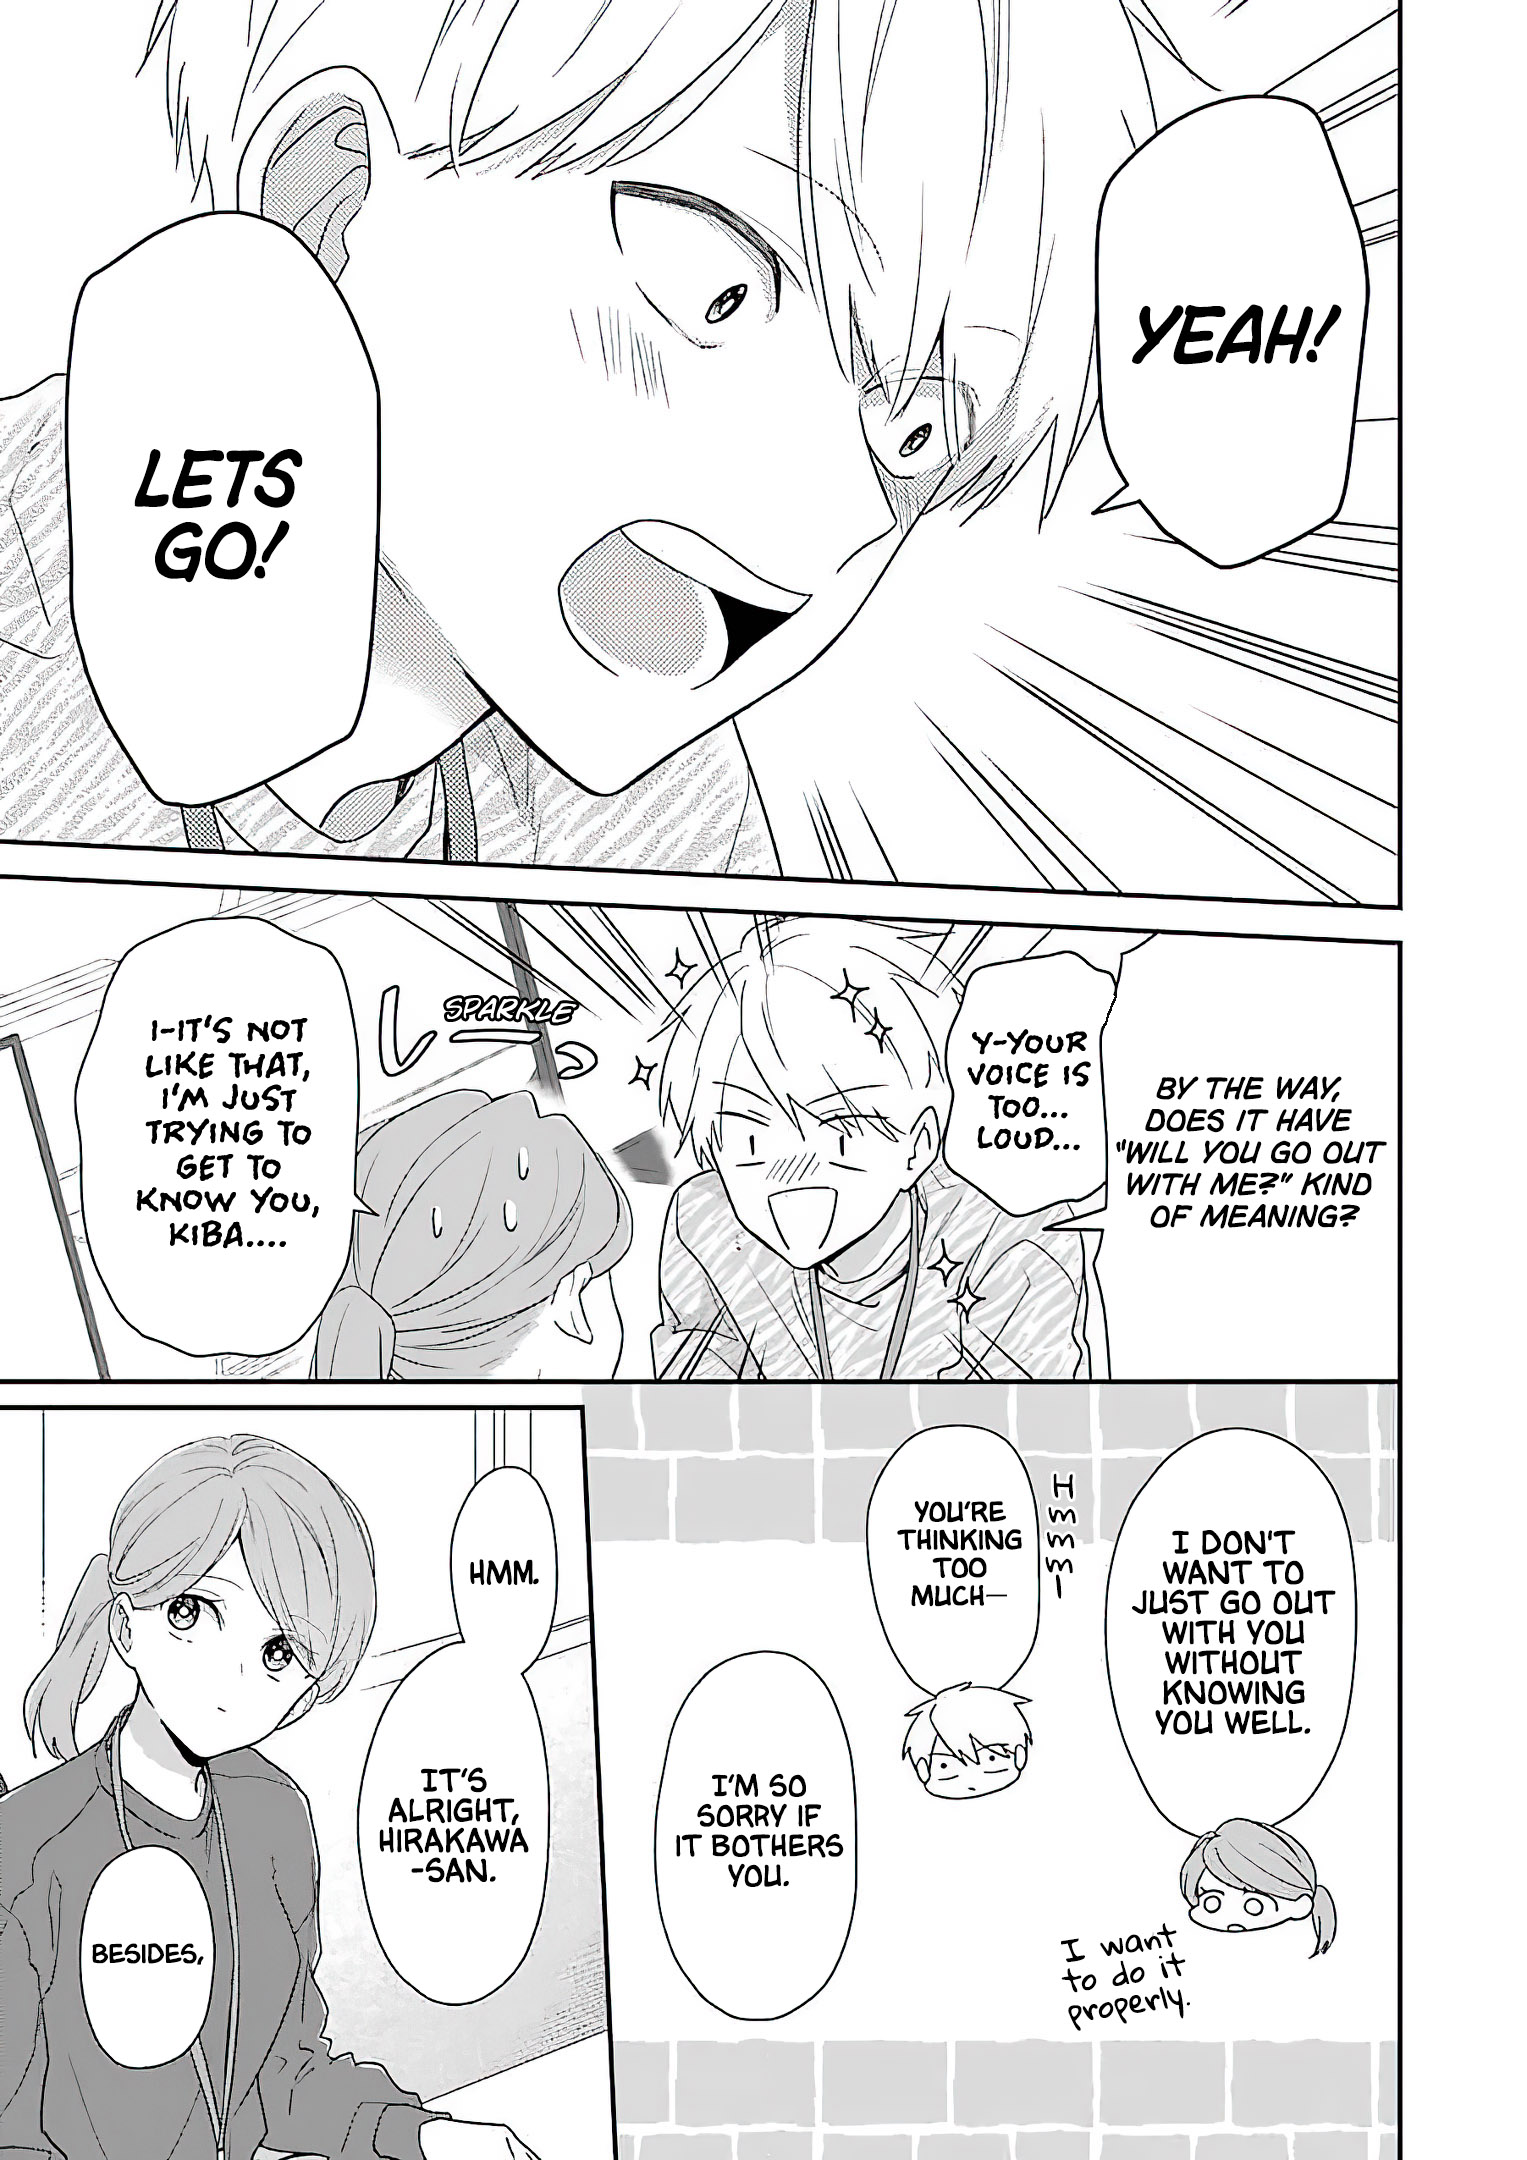 YEAH!
LETS
GO!
BY THE WAY,
DOES IT HAVE
"WILL YOU GO OUT
WITH ME?" KIND
OF MEANING?
Y-YOUR
VOICE IS
TOO...
LOUD...
SPARKLE
I-IT'S NOT
LIKE THAT,
I'M JUST
TRYING TO
GET TO
KNOW YOU,
KIBA....
I DON'T
WANT TO
JUST GO OUT
WITH YOU
WITHOUT
KNOWING
YOU WELL.
I want
to do it
properly.
Hmmm-
YOU'RE
THINKING
TOO
MUCH—
I'M SO
SORRY IF
IT BOTHERS
YOU.
HMM.
IT'S
ALRIGHT,
HIRAKAWA
-SAN.
BESIDES,